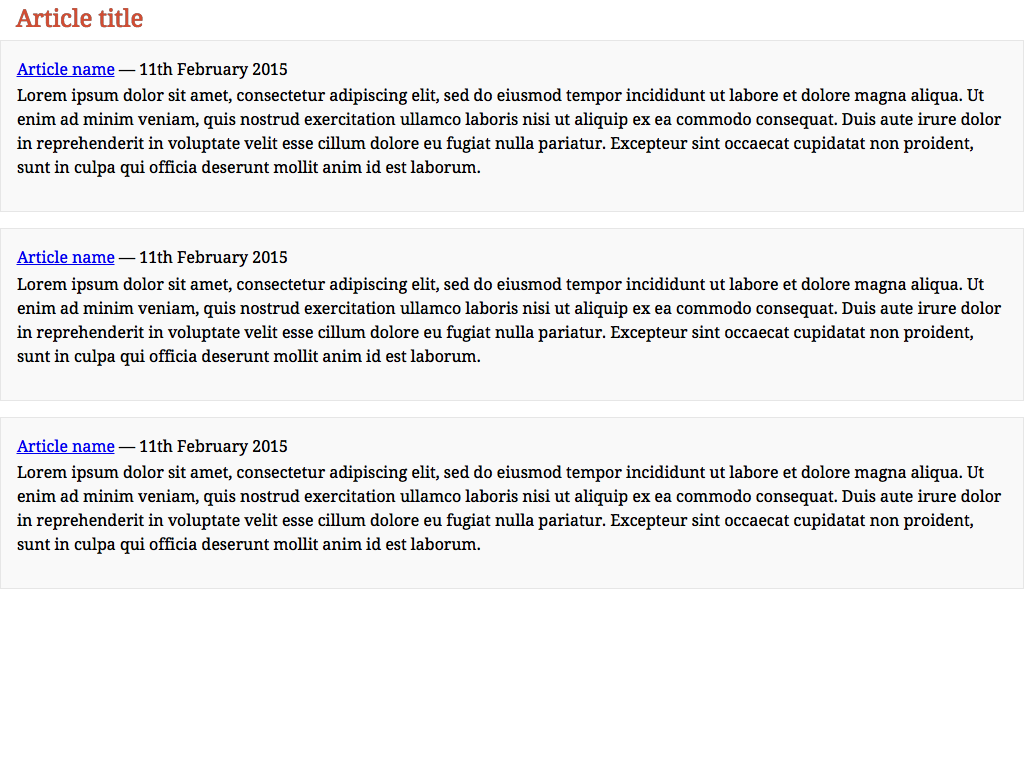 Article title
Article name — 11th February 2015
Lorem ipsum dolor sit amet, consectetur adipiscing elit, sed do eiusmod tempor incididunt ut labore et dolore magna aliqua. Ut
enim ad minim veniam, quis nostrud exercitation ullamco laboris nisi ut aliquip ex ea commodo consequat. Duis aute irure dolor
in reprehenderit in voluptate velit esse cillum dolore eu fugiat nulla pariatur. Excepteur sint occaecat cupidatat non proident,
sunt in culpa qui officia deserunt mollit anim id est laborum.
Article name — 11th February 2015
Lorem ipsum dolor sit amet, consectetur adipiscing elit, sed do eiusmod tempor incididunt ut labore et dolore magna aliqua. Ut
enim ad minim veniam, quis nostrud exercitation ullamco laboris nisi ut aliquip ex ea commodo consequat. Duis aute irure dolor
in reprehenderit in voluptate velit esse cillum dolore eu fugiat nulla pariatur. Excepteur sint occaecat cupidatat non proident,
sunt in culpa qui officia deserunt mollit anim id est laborum.
Article name — 11th February 2015
Lorem ipsum dolor sit amet, consectetur adipiscing elit, sed do eiusmod tempor incididunt ut labore et dolore magna aliqua. Ut
enim ad minim veniam, quis nostrud exercitation ullamco laboris nisi ut aliquip ex ea commodo consequat. Duis aute irure dolor
in reprehenderit in voluptate velit esse cillum dolore eu fugiat nulla pariatur. Excepteur sint occaecat cupidatat non proident,
sunt in culpa qui officia deserunt mollit anim id est laborum.